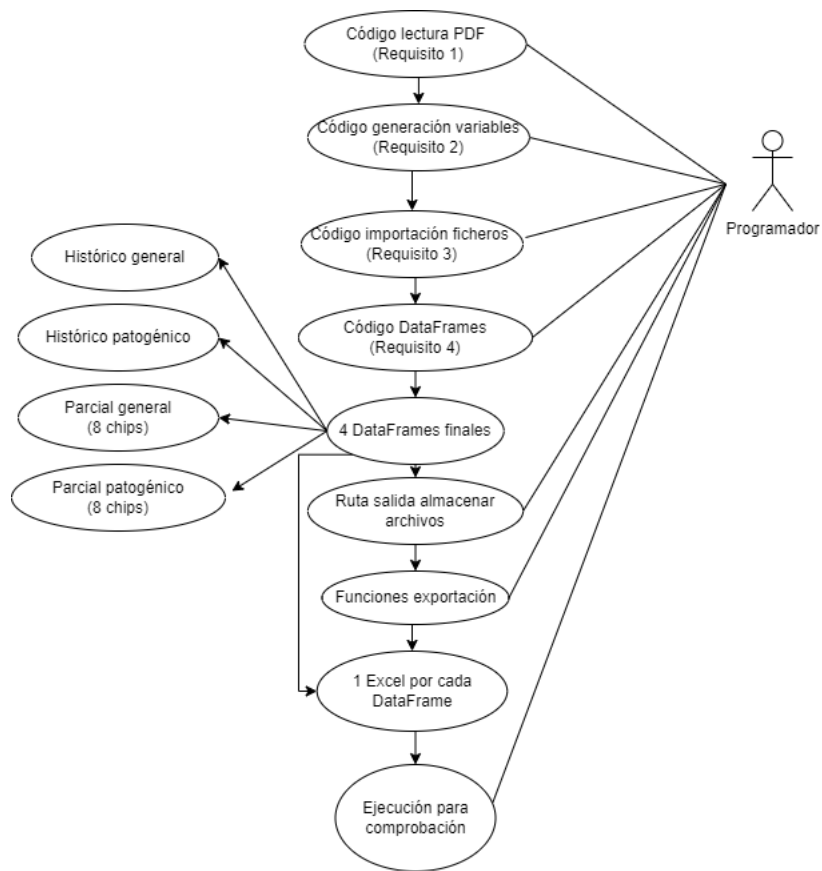 Código lectura PDF
(Requisito 1)
Código generación variables
(Requisito 2)
Programador
Código importación ficheros
(Requisito 3)
Histórico general
Código DataFrames
(Requisito 4)
Histórico patogénico
Parcial general
(8 chips)
4 DataFrames finales
Parcial patogénico
(8 chips)
Ruta salida almacenar
archivos
Funciones exportación
1 Excel por cada
DataFrame
Ejecución para
comprobación